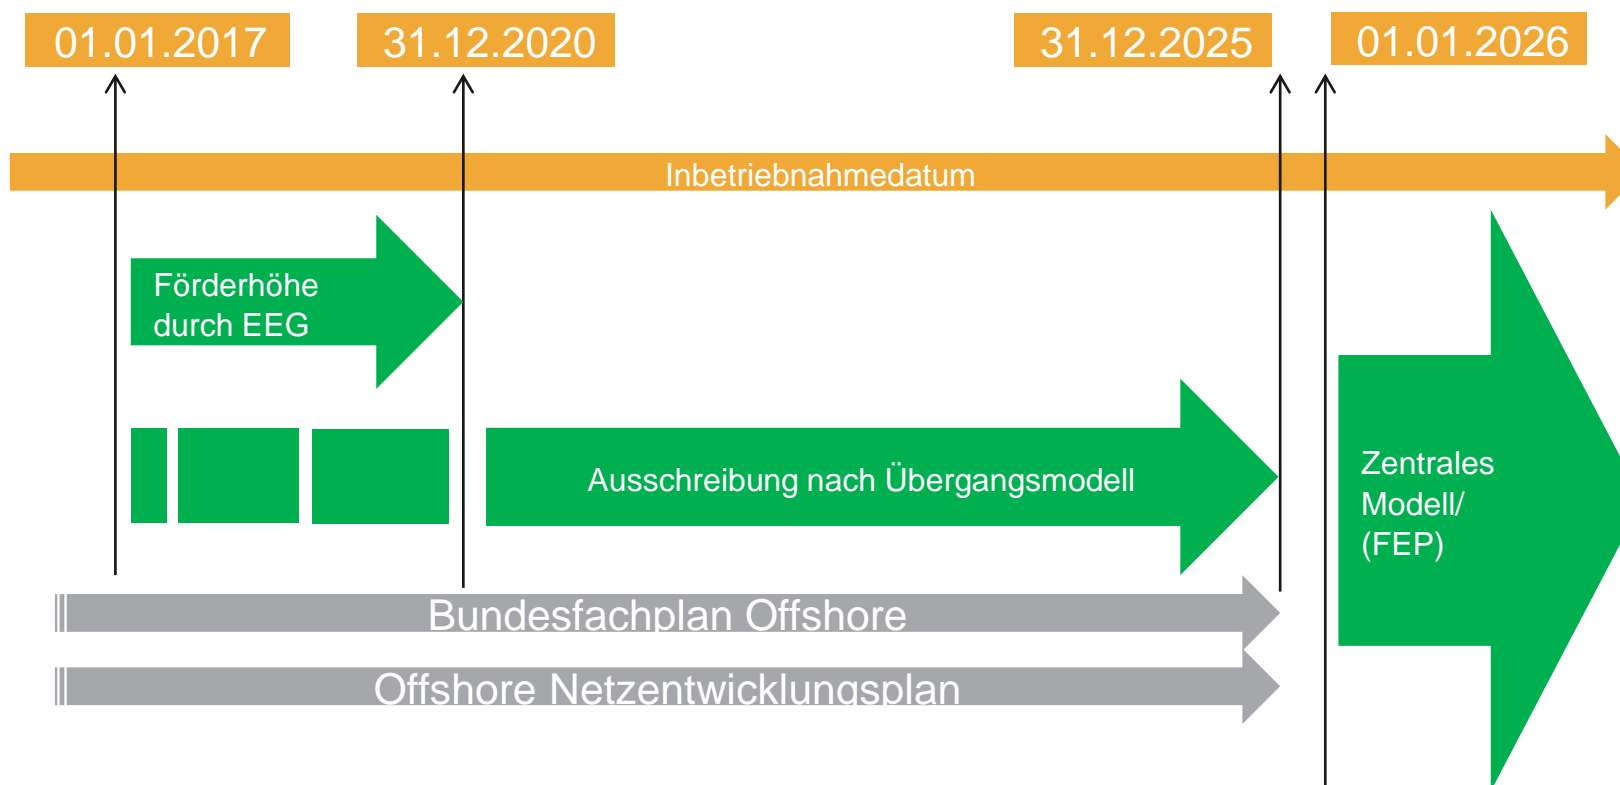 01.01.2017
31.12.2020
31.12.2025
01.01.2026
Inbetriebnahmedatum
Förderhöhe
durch EEG
Ausschreibung nach Übergangsmodell
Zentrales
Modell/
(FEP)
Bundesfachplan Offshore
Offshore Netzentwicklungsplan